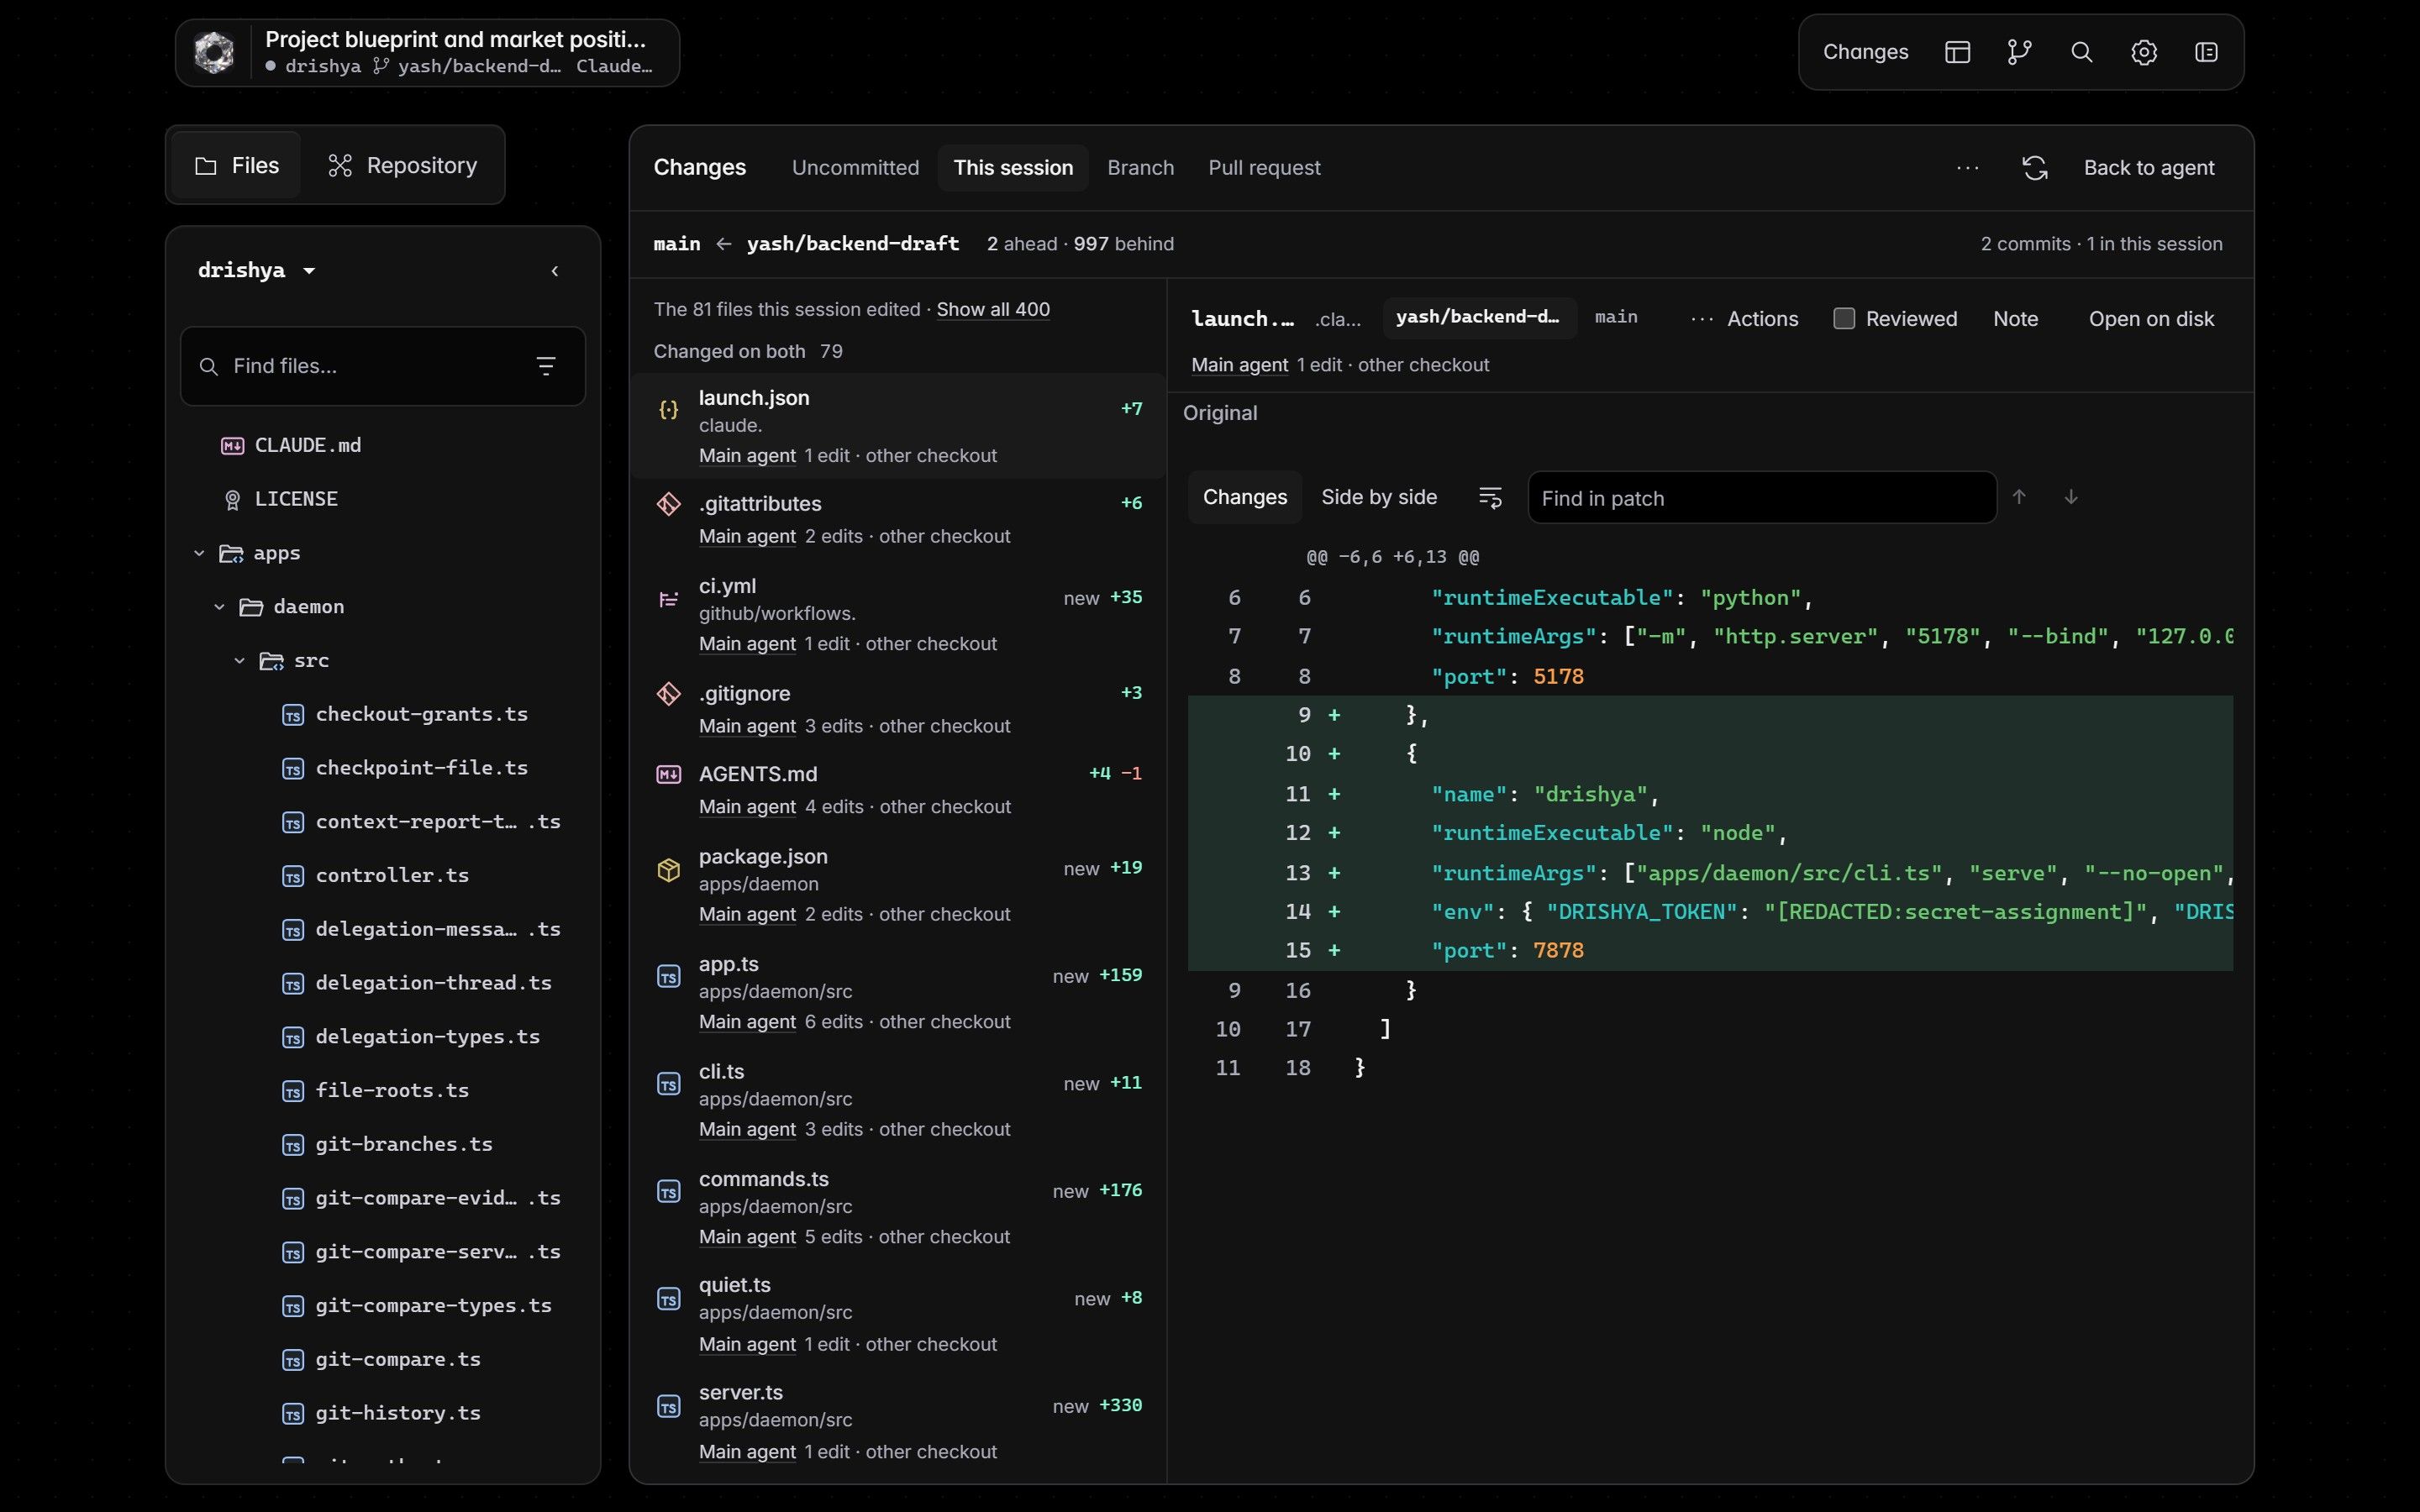 Project blueprint and market positi...
drishya yash/backend-d... Claude...
Changes
Files Repository
drishya
Find files...
CLAUDE.md
LICENSE
apps
daemon
src
checkout-grants.ts
checkpoint-file.ts
context-report-t... .ts
controller.ts
delegation-messa... .ts
delegation-thread.ts
delegation-types.ts
file-roots.ts
git-branches.ts
git-compare-evid... .ts
git-compare-serv... .ts
git-compare-types.ts
git-compare.ts
git-history.ts
Changes Uncommitted This session Branch Pull request ... Back to agent
main ← yash/backend-draft 2 ahead · 997 behind 2 commits · 1 in this session
The 81 files this session edited · Show all 400
Changed on both 79
launch.json +7
claude.
Main agent 1 edit · other checkout
.gitattributes +6
Main agent 2 edits · other checkout
ci.yml new +35
github/workflows.
Main agent 1 edit · other checkout
.gitignore +3
Main agent 3 edits · other checkout
AGENTS.md +4 −1
Main agent 4 edits · other checkout
package.json new +19
apps/daemon
Main agent 2 edits · other checkout
app.ts new +159
apps/daemon/src
Main agent 6 edits · other checkout
cli.ts new +11
apps/daemon/src
Main agent 3 edits · other checkout
commands.ts new +176
apps/daemon/src
Main agent 5 edits · other checkout
quiet.ts new +8
apps/daemon/src
Main agent 1 edit · other checkout
server.ts new +330
apps/daemon/src
Main agent 1 edit · other checkout
launch.... .cla... yash/backend-d... main ... Actions Reviewed Note Open on disk
Main agent 1 edit · other checkout
Original
Changes Side by side Find in patch ↑ ↓
@@ -6,6 +6,13 @@
6 6 "runtimeExecutable": "python",
7 7 "runtimeArgs": ["-m", "http.server", "5178", "--bind", "127.0.0
8 8 "port": 5178
9 + },
10 + {
11 + "name": "drishya",
12 + "runtimeExecutable": "node",
13 + "runtimeArgs": ["apps/daemon/src/cli.ts", "serve", "--no-open",
14 + "env": { "DRISHYA_TOKEN": "[REDACTED:secret-assignment]", "DRIS
15 + "port": 7878
9 16 }
10 17 ]
11 18 }